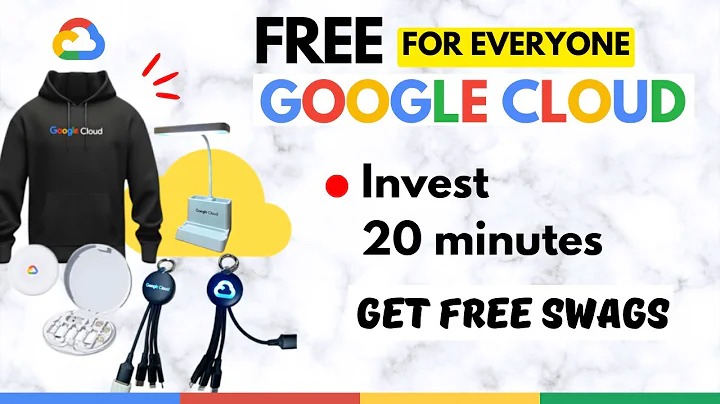 FREE FOR EVERYONE
GOOGLE CLOUD
Google Cloud
Google Cloud
Invest
20 minutes
Google Cloud
GET FREE SWAGS